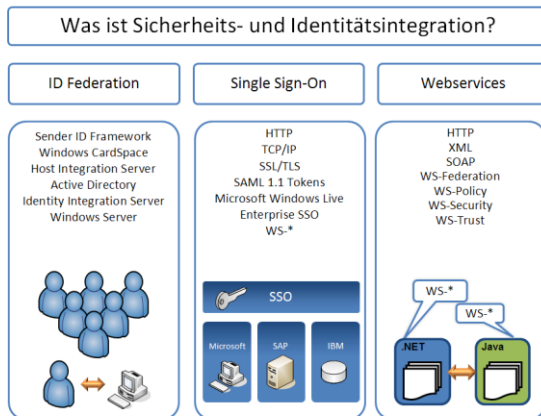 Was ist Sicherheits- und Identitätsintegration?
ID Federation
Single Sign-On
Webservices
Sender ID Framework
Windows CardSpace
Host Integration Server
Active Directory
Identity Integration Server
Windows Server
HTTP
TCP/IP
SSL/TLS
SAML 1.1 Tokens
Microsoft Windows Live
Enterprise SSO
WS-*
SSO
Microsoft
SAP
IBM
HTTP
XML
SOAP
WS-Federation
WS-Policy
WS-Security
WS-Trust
WS-*
WS-*
.NET
Java